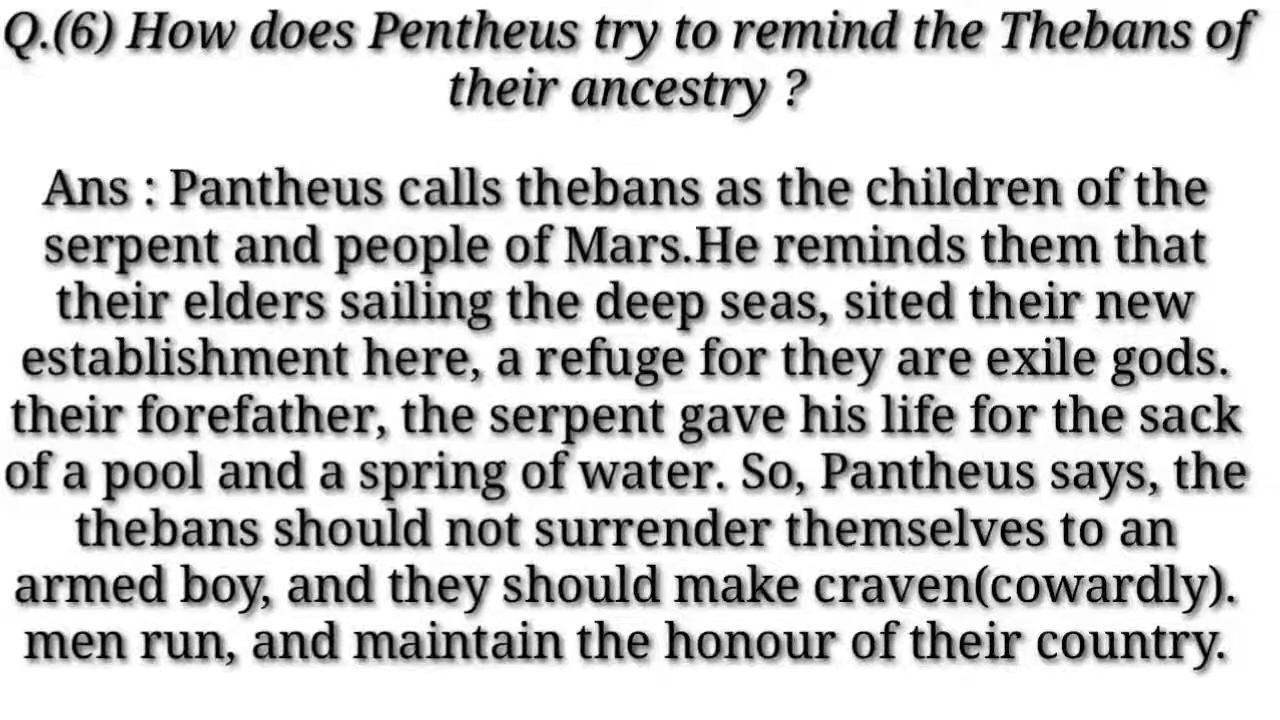 Q.(6) How does Pentheus try to remind the Thebans of
their ancestry ?
Ans : Pantheus calls thebans as the children of the
serpent and people of Mars.He reminds them that
their elders sailing the deep seas, sited their new
establishment here, a refuge for they are exile gods.
their forefather, the serpent gave his life for the sack
of a pool and a spring of water. So, Pantheus says, the
thebans should not surrender themselves to an
armed boy, and they should make craven(cowardly).
men run, and maintain the honour of their country.